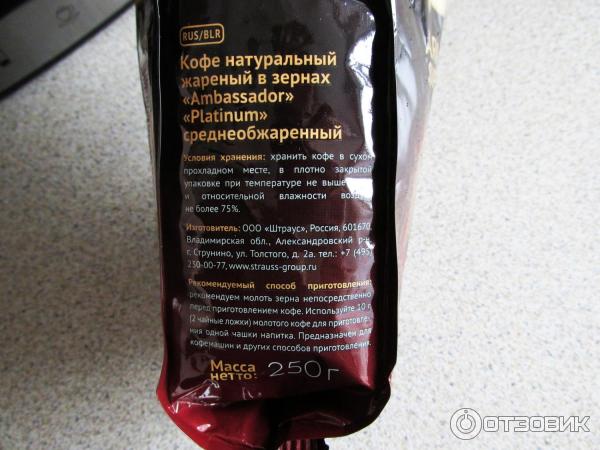 RUS/BLR
Кофе натуральный
жареный в зернах
«Ambassador»
«Platinum»
среднеобжаренный
Условия хранения: хранить кофе в сухом
прохладном месте, в плотно закрытой
упаковке при температуре не выше
и относительной влажности возду
не более 75%.
Изготовитель: ООО «Штраус», Россия, 601670,
Владимирская обл., Александровский р-н,
г. Струнино, ул. Толстого, д. 2а. тел.: +7 (495)
230-00-77, www.strauss-group.ru
Рекомендуемый способ приготовления:
рекомендуем молоть зерна непосредственно
перед приготовлением кофе. Используйте 10 г
(2 чайные ложки) молотого кофе для приготовле-
ния одной чашки напитка. Предназначен для
кофемашин и других способов приготовления.
Масса
нетто: 250 г
ОТЗОВИК